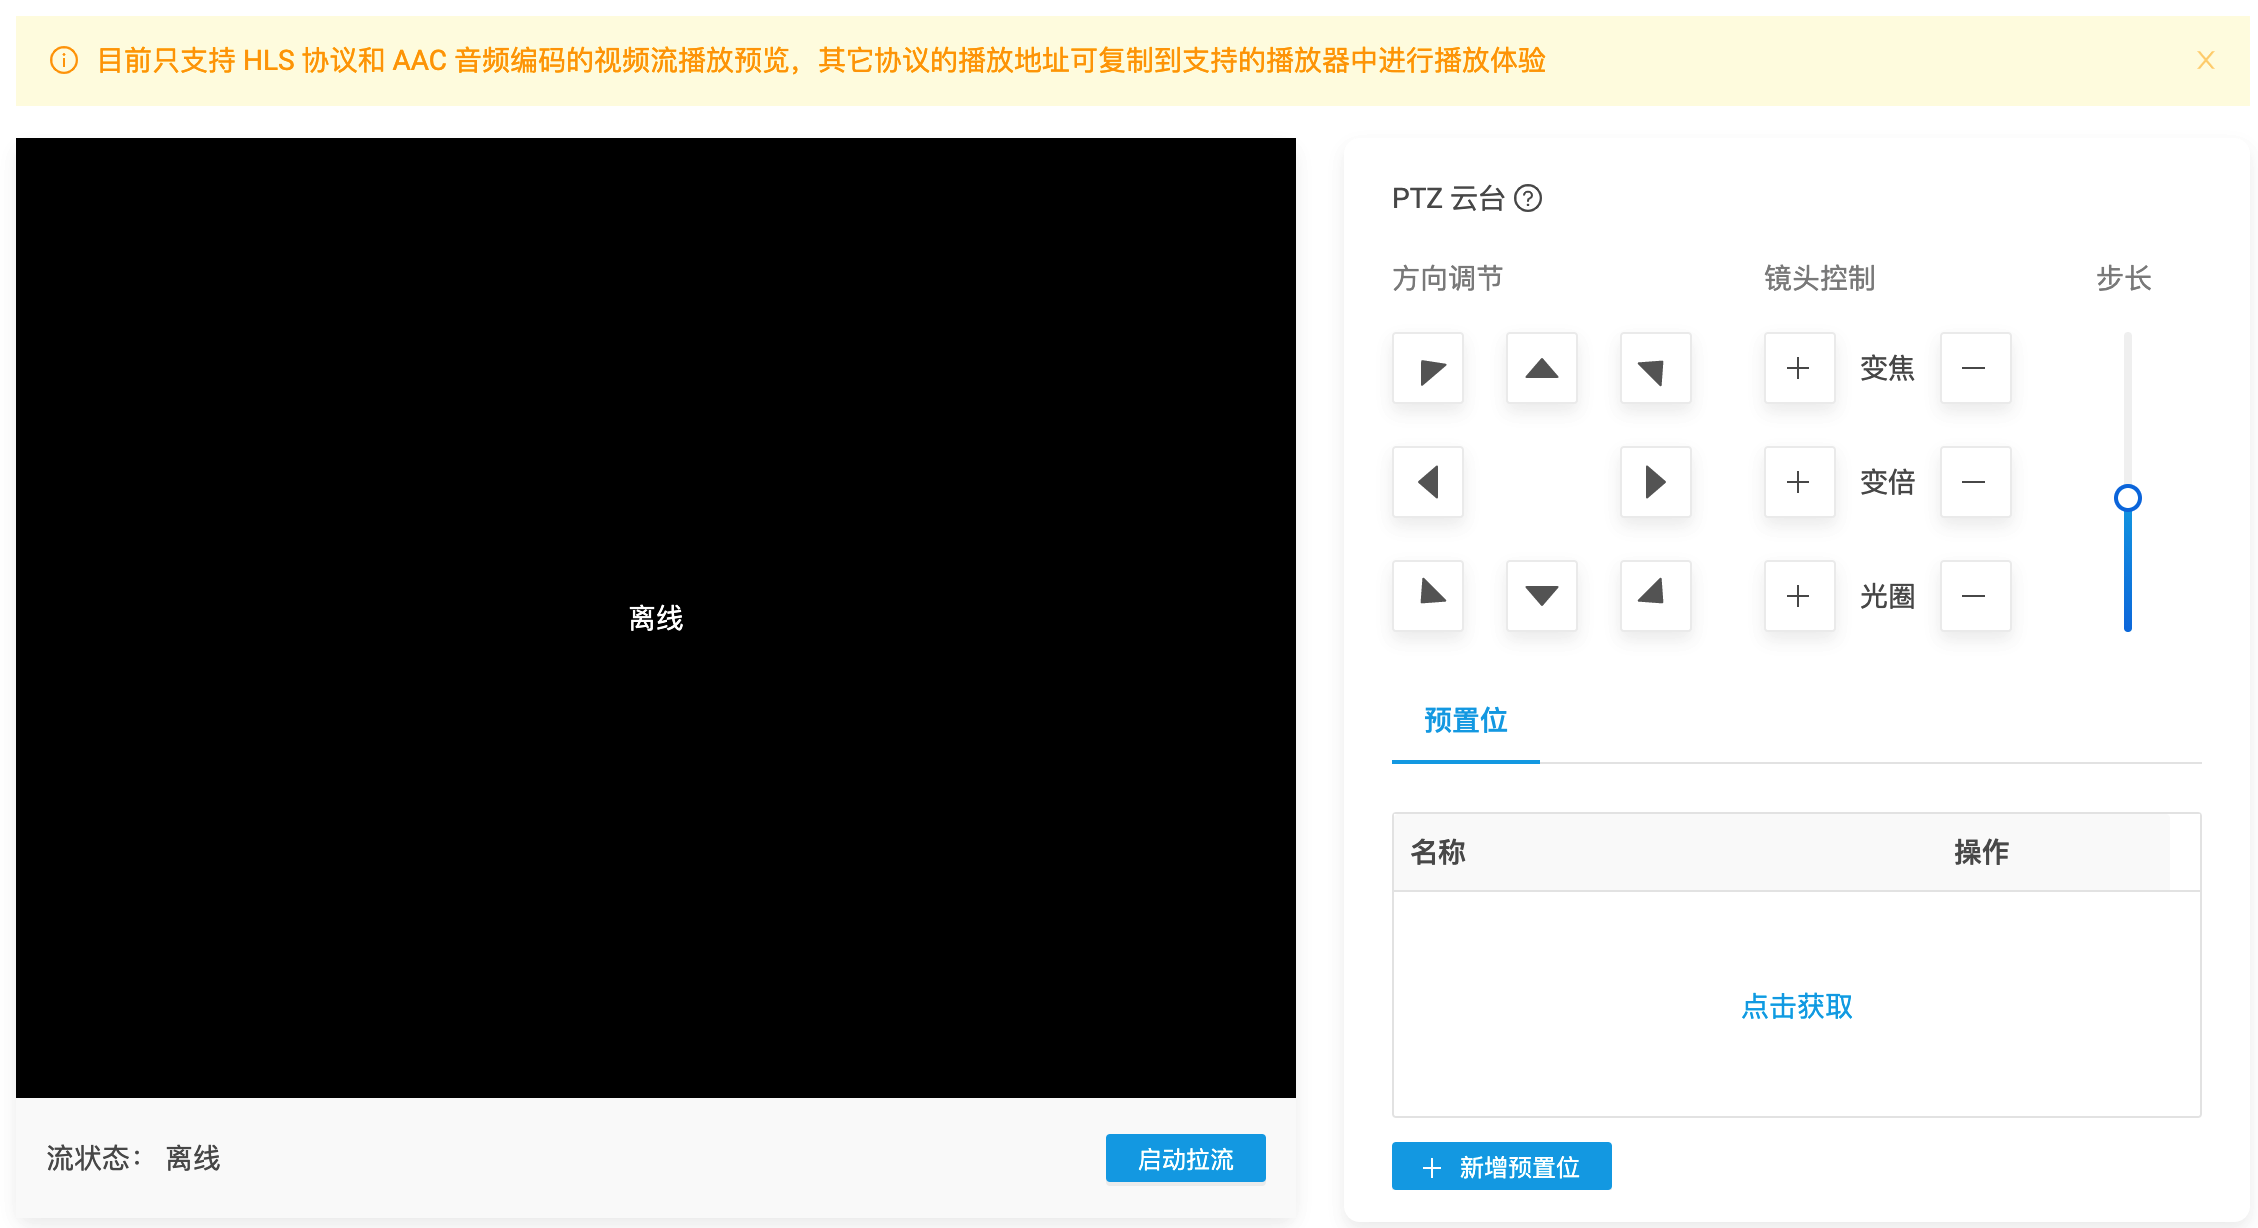 目前只支持 HLS 协议和 AAC 音频编码的视频流播放预览，其它协议的播放地址可复制到支持的播放器中进行播放体验
离线
流状态： 离线
启动拉流
PTZ 云台
方向调节
镜头控制
步长
变焦
变倍
光圈
预置位
名称
操作
点击获取
新增预置位